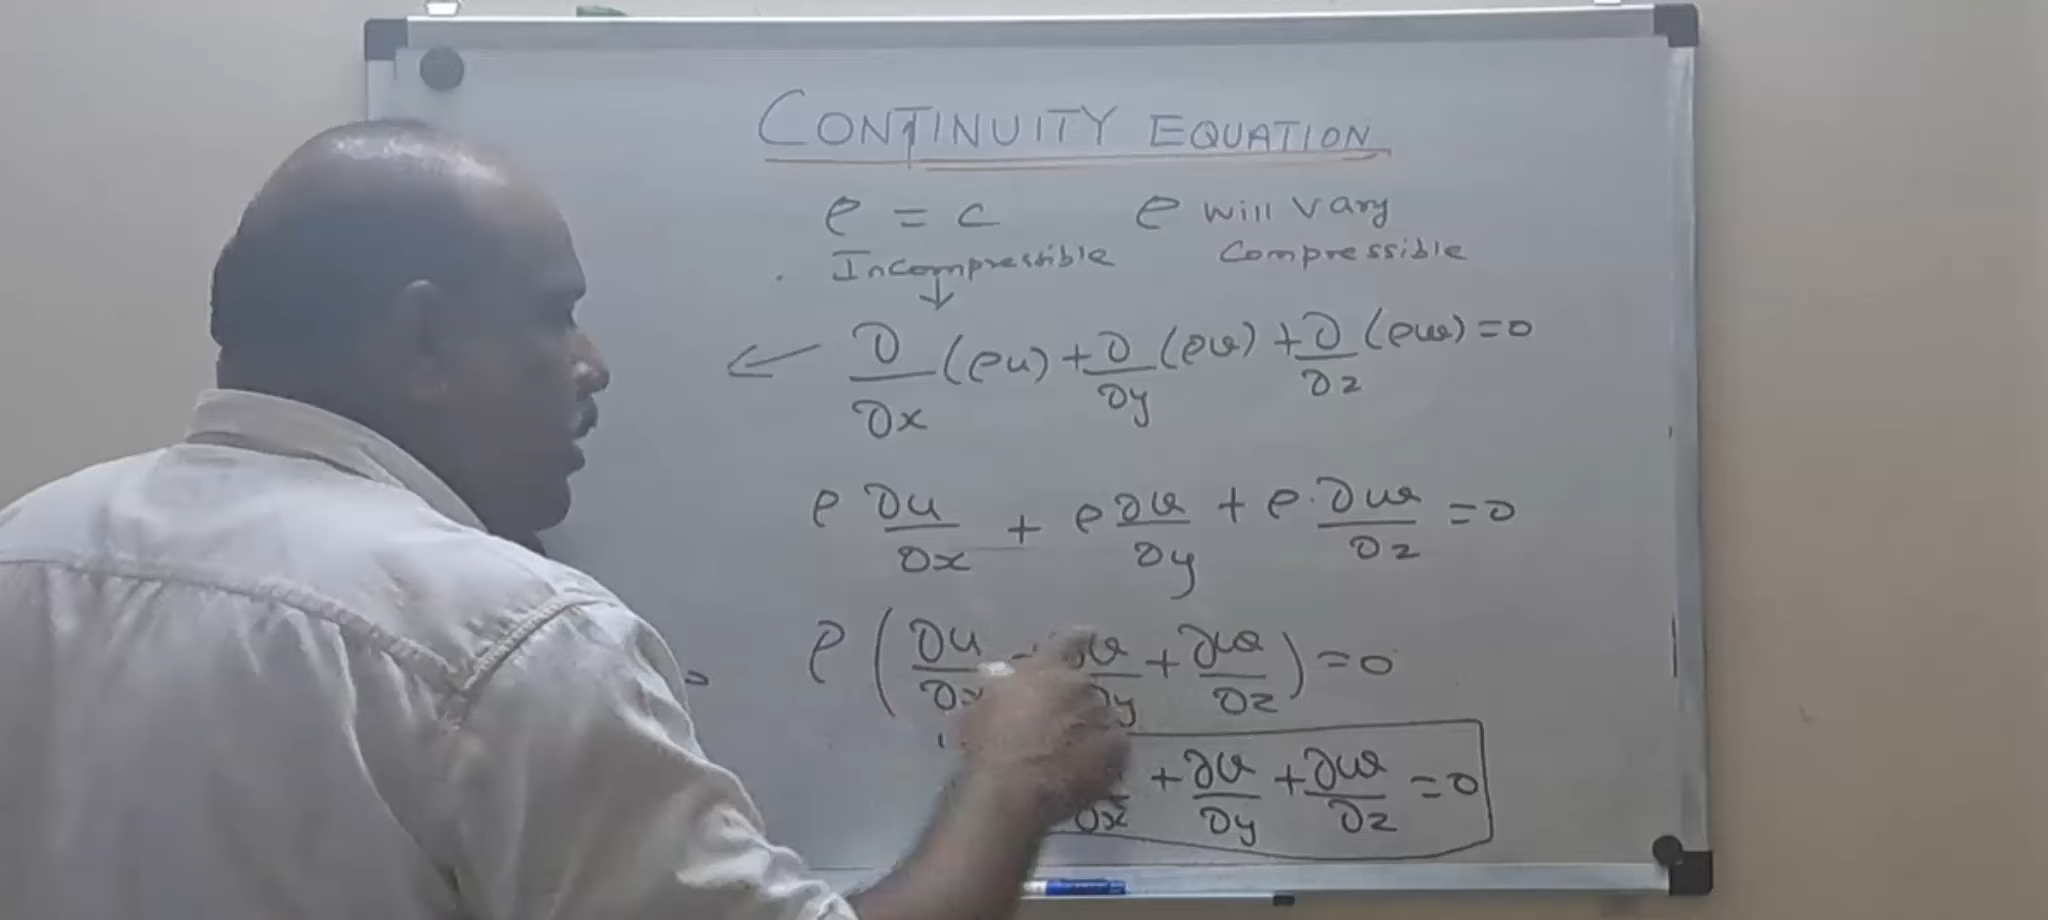 CONTINUITY EQUATION
ρ = c ρ will vary
Incompressible Compressible
↓
← ∂/∂x (ρu) + ∂/∂y (ρv) + ∂/∂z (ρw) = 0
ρ ∂u/∂x + ρ ∂v/∂y + ρ · ∂w/∂z = 0
ρ ( ∂u/∂x + ∂v/∂y + ∂w/∂z ) = 0
/∂x + ∂v/∂y + ∂w/∂z = 0